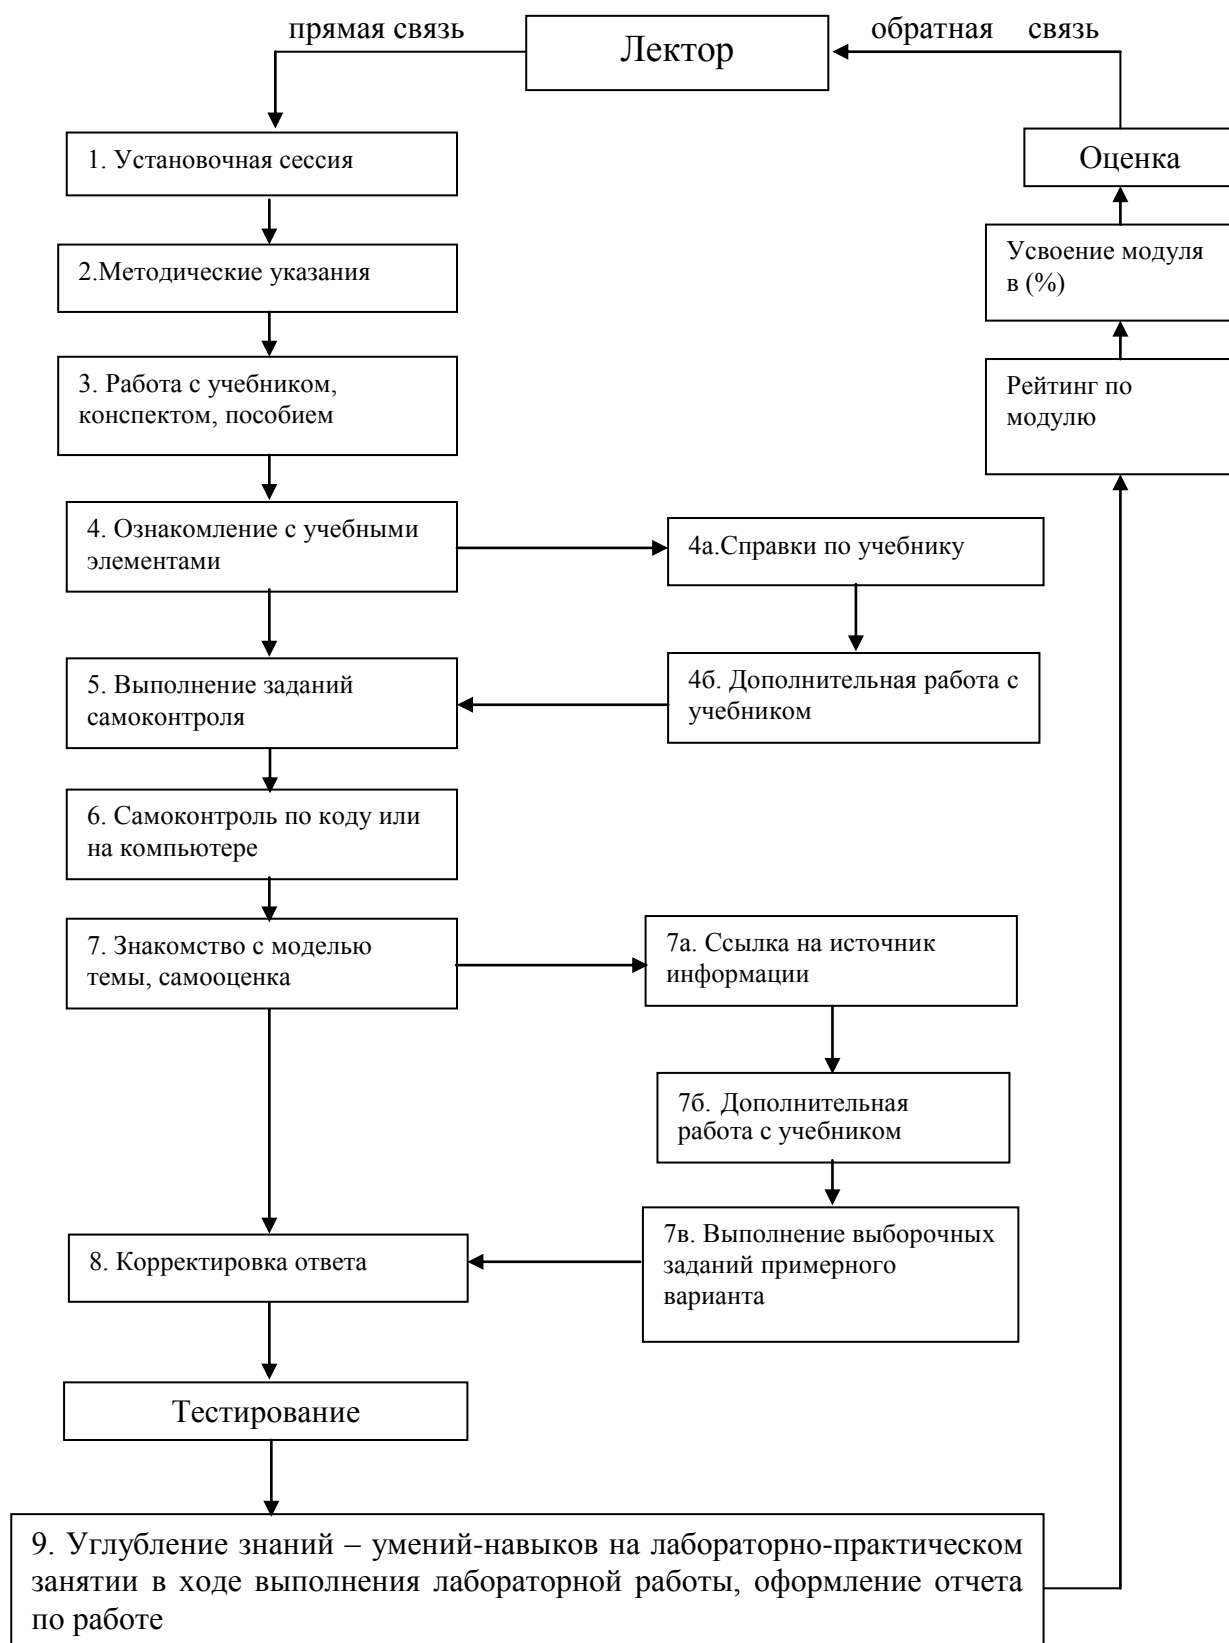 прямая связь
Лектор
обратная связь
1. Установочная сессия
Оценка
2.Методические указания
Усвоение модуля
в (%)
3. Работа с учебником,
конспектом, пособием
Рейтинг по
модулю
4. Ознакомление с учебными
элементами
4а.Справки по учебнику
5. Выполнение заданий
самоконтроля
4б. Дополнительная работа с
учебником
6. Самоконтроль по коду или
на компьютере
7. Знакомство с моделью
темы, самооценка
7а. Ссылка на источник
информации
7б. Дополнительная
работа с учебником
8. Корректировка ответа
7в. Выполнение выборочных
заданий примерного
варианта
Тестирование
9. Углубление знаний – умений-навыков на лабораторно-практическом
занятии в ходе выполнения лабораторной работы, оформление отчета
по работе